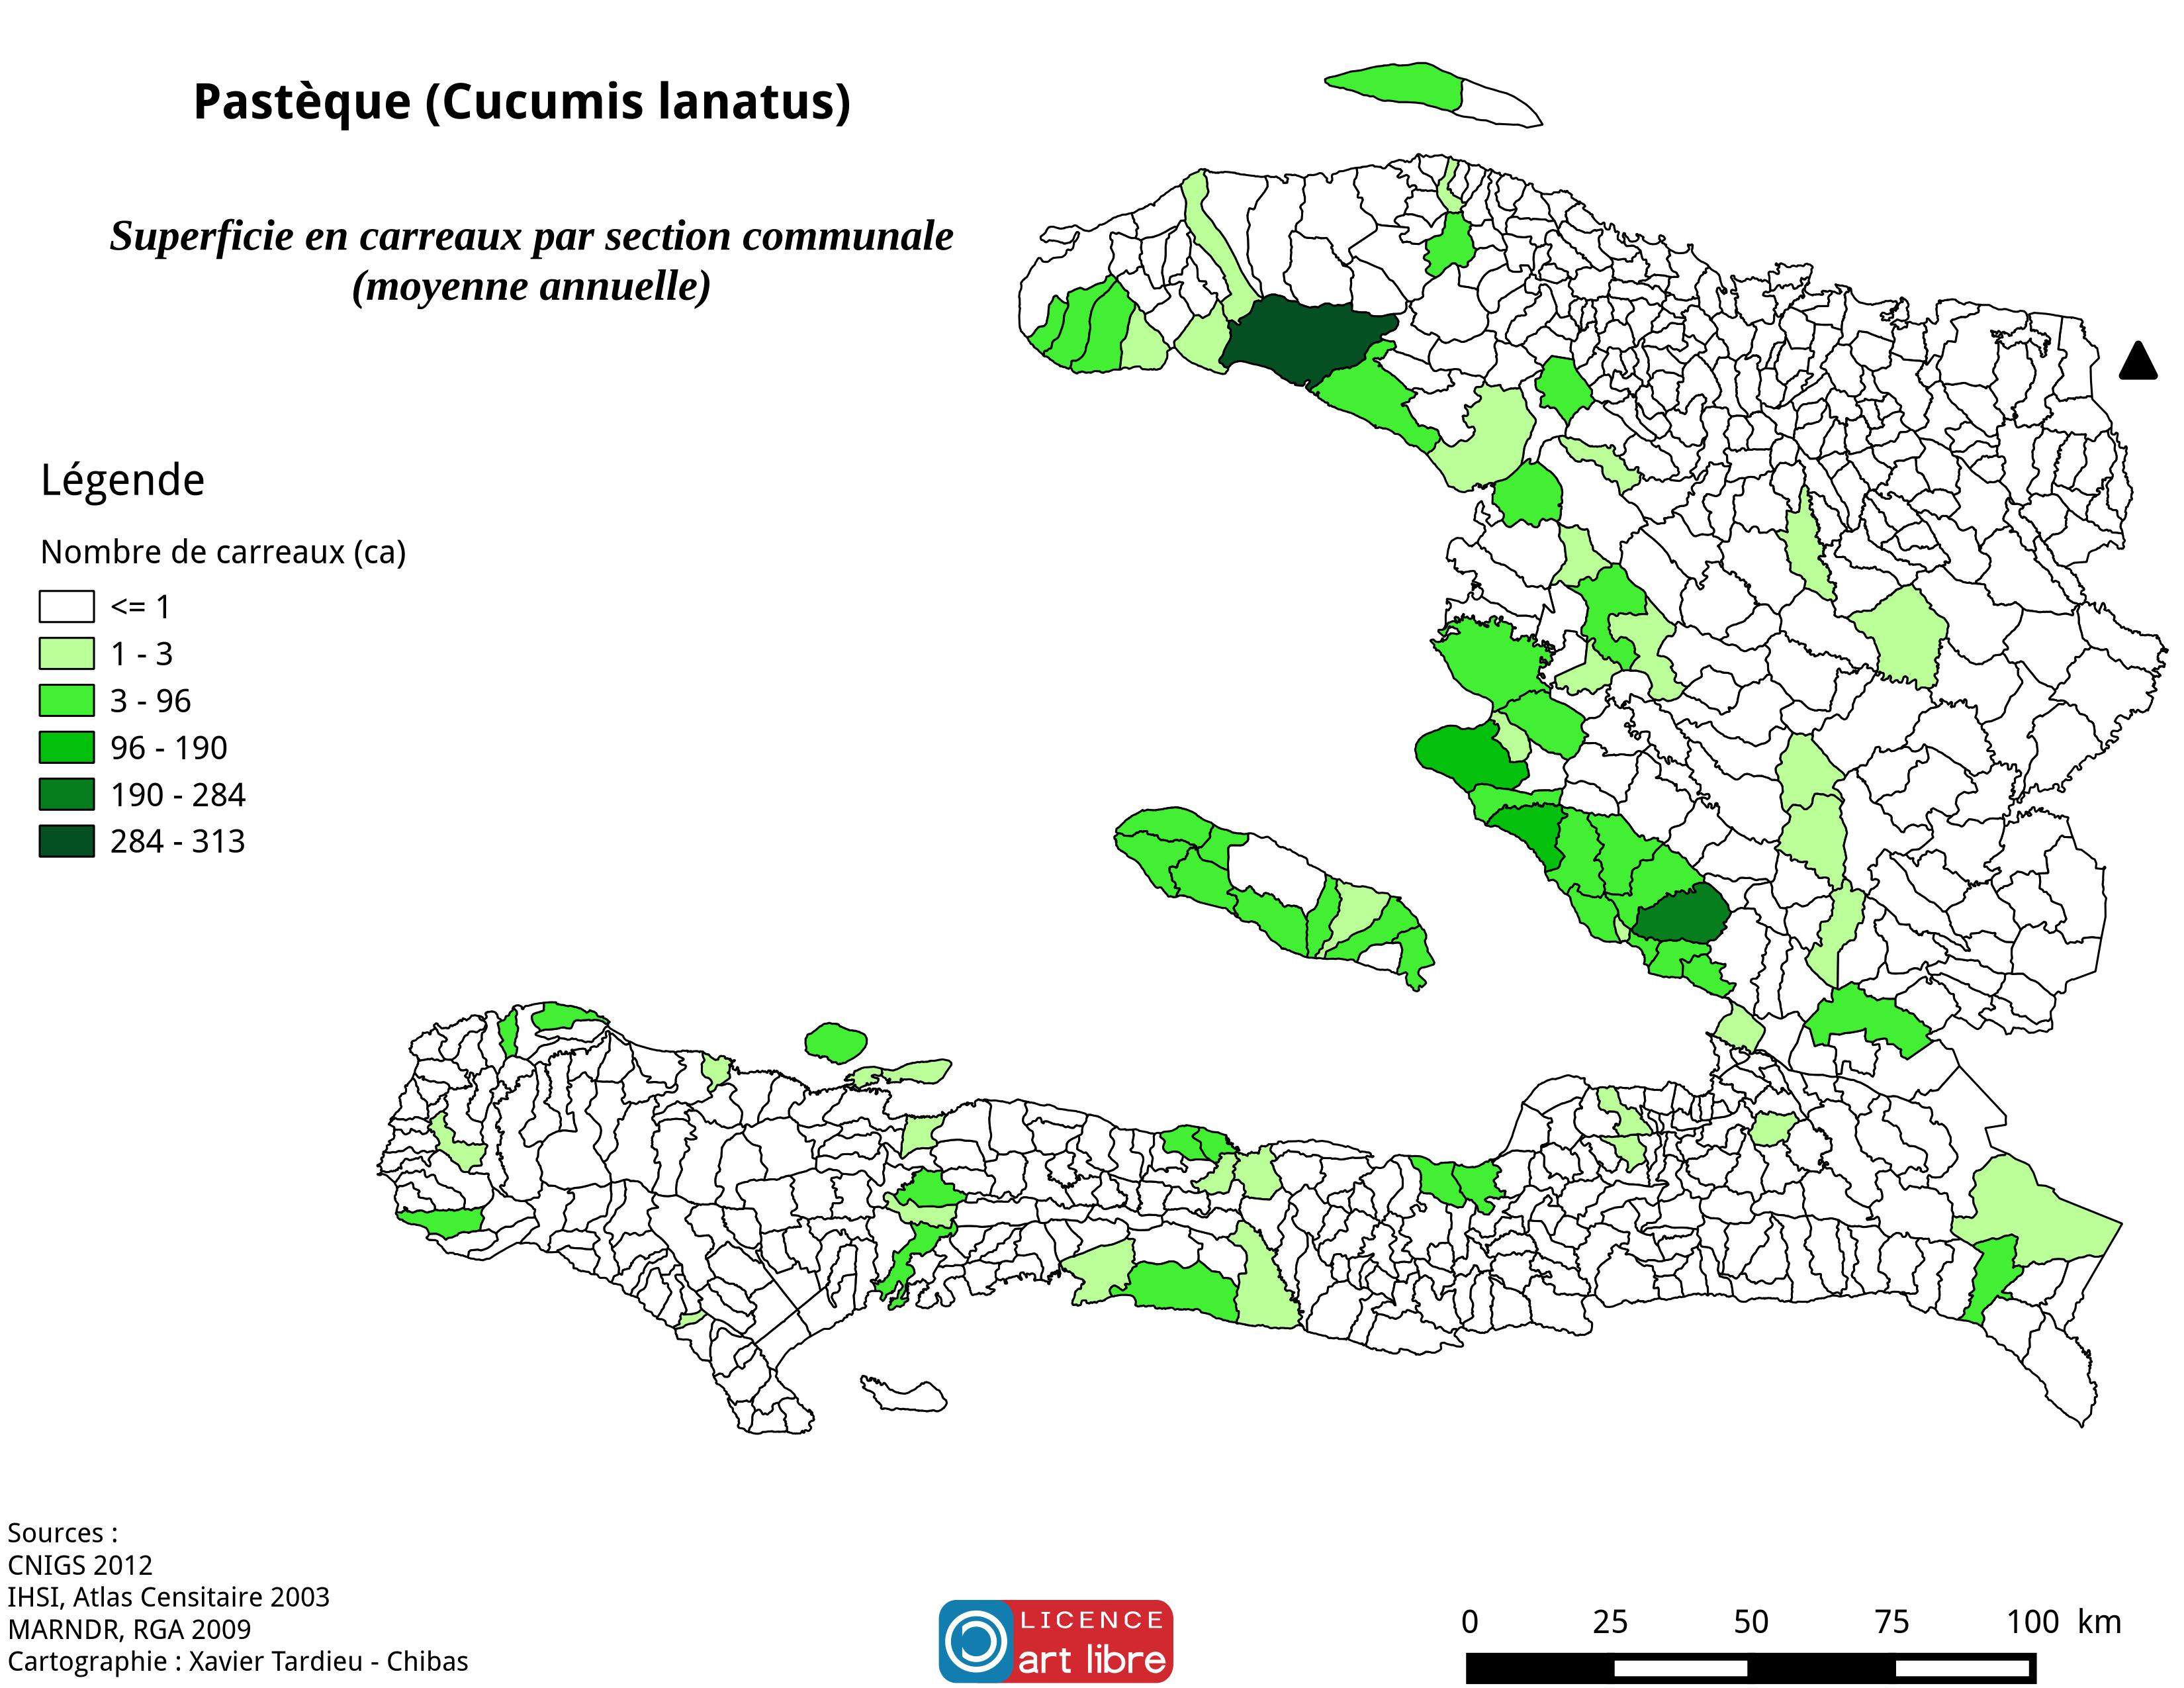 Pastèque (Cucumis lanatus)
Superficie en carreaux par section communale
(moyenne annuelle)
Légende
Nombre de carreaux (ca)
<= 1
1 - 3
3 - 96
96 - 190
190 - 284
284 - 313
Sources :
CNIGS 2012
IHSI, Atlas Censitaire 2003
MARNDR, RGA 2009
Cartographie : Xavier Tardieu - Chibas
LICENCE
art libre
0 25 50 75 100 km